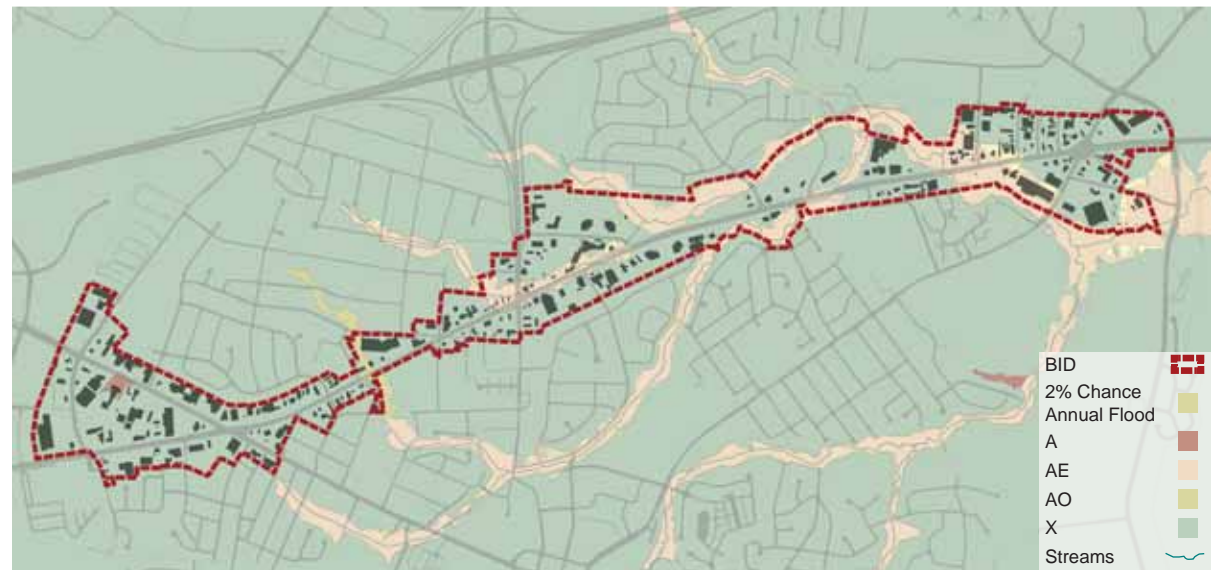 BID
2% Chance
Annual Flood
A
AE
AO
X
Streams